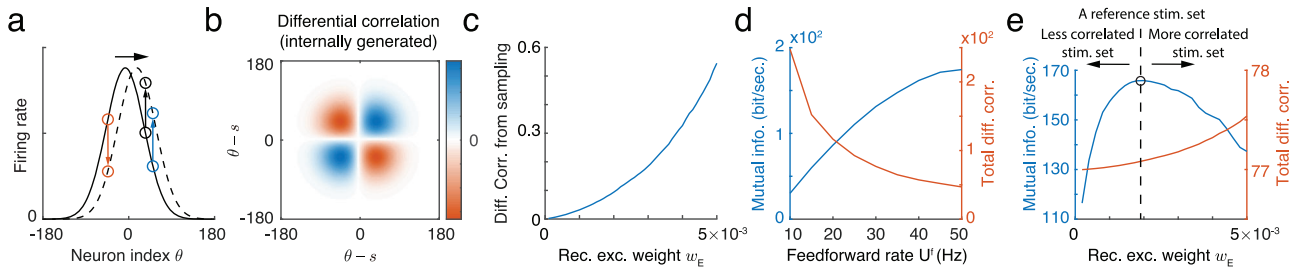 a
Firing rate
0
-180
0
180
Neuron index θ
b
Differential correlation
(internally generated)
180
0
-180
θ – s
-180
0
180
θ – s
0
c
Diff. Corr. from sampling
0.6
0.3
0
0
5×10⁻³
Rec. exc. weight w_E
d
×10²
2
1
0
Mutual info. (bit/sec.)
10
20
30
40
50
Feedforward rate Uᶠ (Hz)
×10²
2
1
0
Total diff. corr.
e
A reference stim. set
Less correlated
stim. set
More correlated
stim. set
170
150
130
110
Mutual info. (bit/sec.)
0
5×10⁻³
Rec. exc. weight w_E
78
77
Total diff. corr.